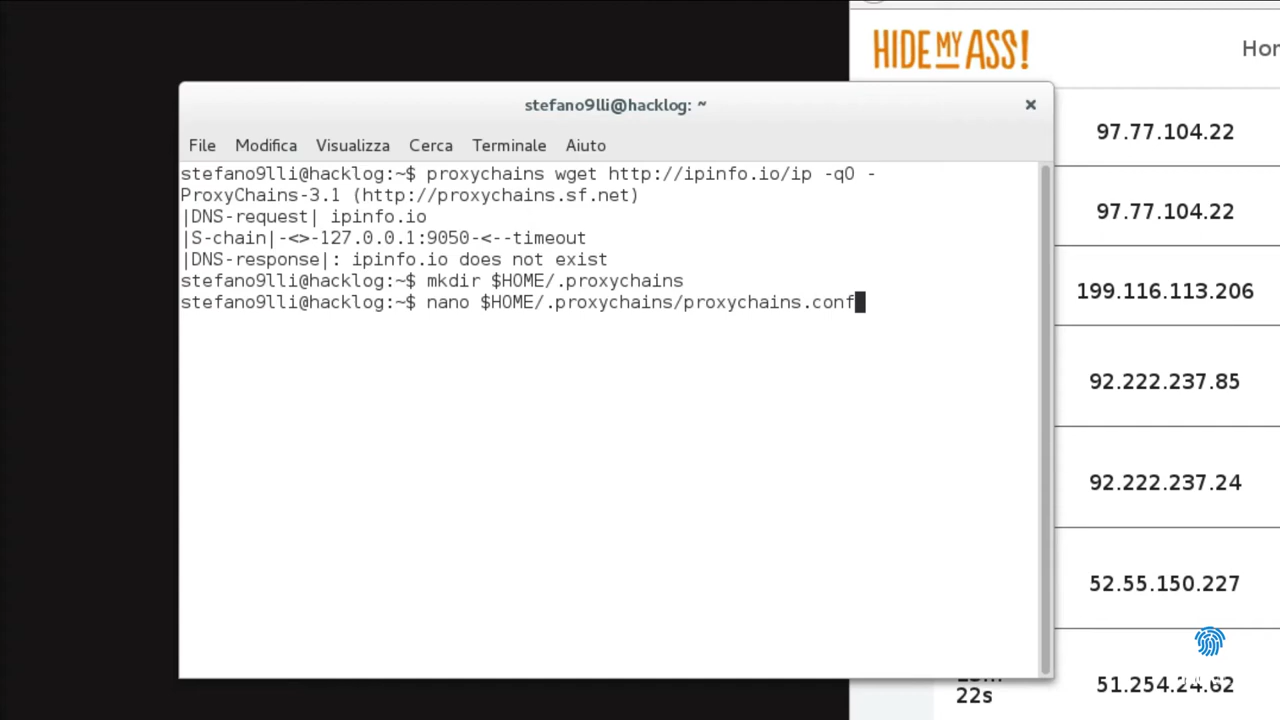 HIDE MY ASS!
stefano9lli@hacklog: ~
File Modifica Visualizza Cerca Terminale Aiuto
stefano9lli@hacklog:~$ proxychains wget http://ipinfo.io/ip -qO -
ProxyChains-3.1 (http://proxychains.sf.net)
|DNS-request| ipinfo.io
|S-chain|-<>-127.0.0.1:9050-<--timeout
|DNS-response|: ipinfo.io does not exist
stefano9lli@hacklog:~$ mkdir $HOME/.proxychains
stefano9lli@hacklog:~$ nano $HOME/.proxychains/proxychains.conf
97.77.104.22
97.77.104.22
199.116.113.206
92.222.237.85
92.222.237.24
52.55.150.227
22s
51.254.24.62